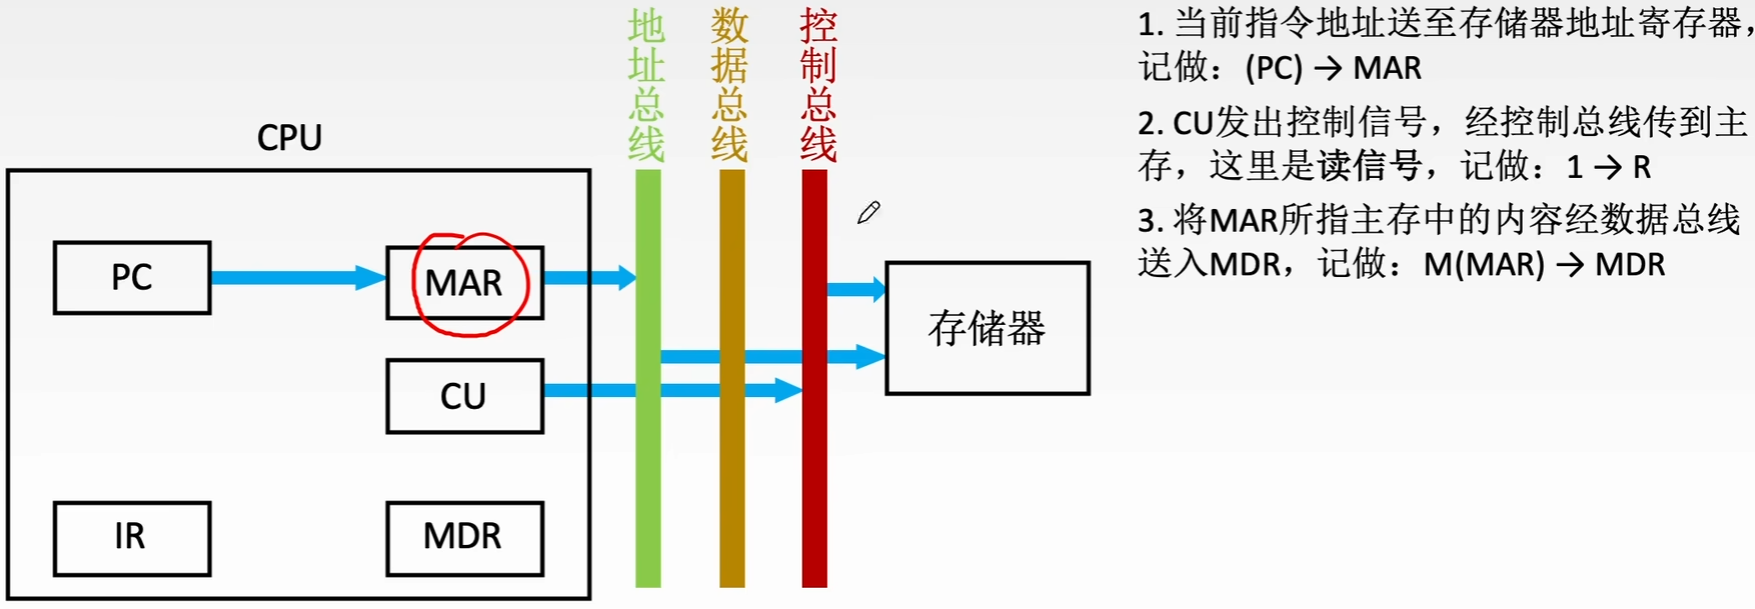 地址总线
数据总线
控制总线
CPU
PC
MAR
CU
IR
MDR
存储器
1. 当前指令地址送至存储器地址寄存器，
记做：(PC) → MAR
2. CU发出控制信号，经控制总线传到主
存，这里是读信号，记做：1 → R
3. 将MAR所指主存中的内容经数据总线
送入MDR，记做：M(MAR) → MDR